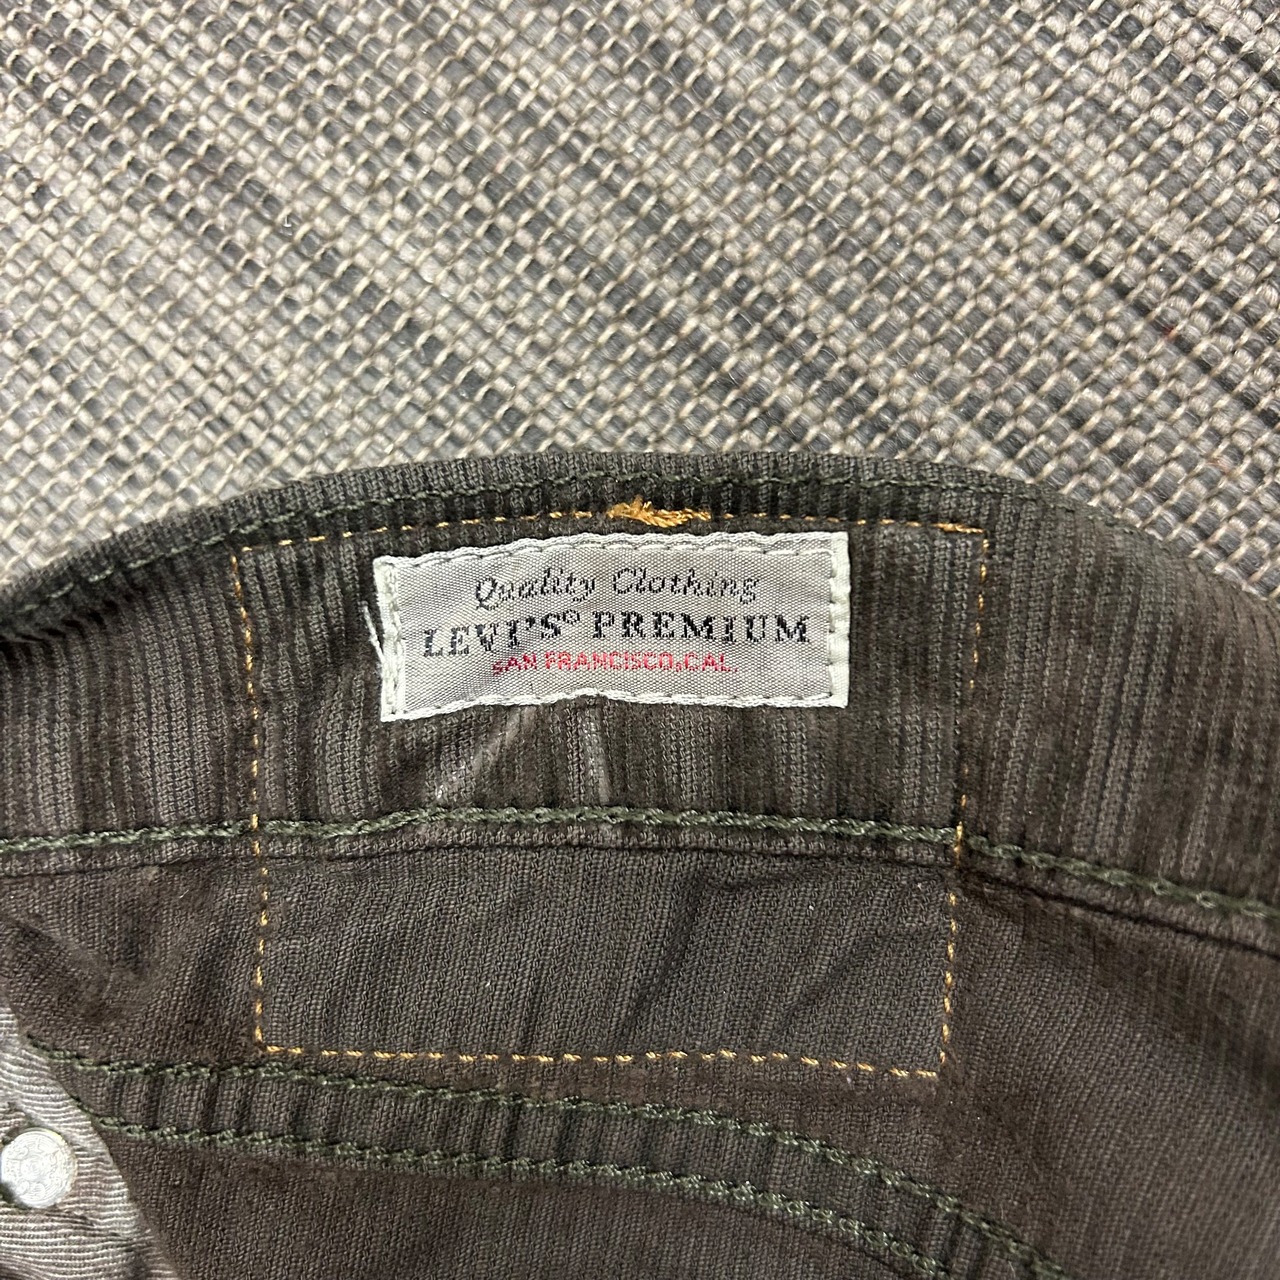 Quality Clothing
LEVI'S® PREMIUM
SAN FRANCISCO,CAL.